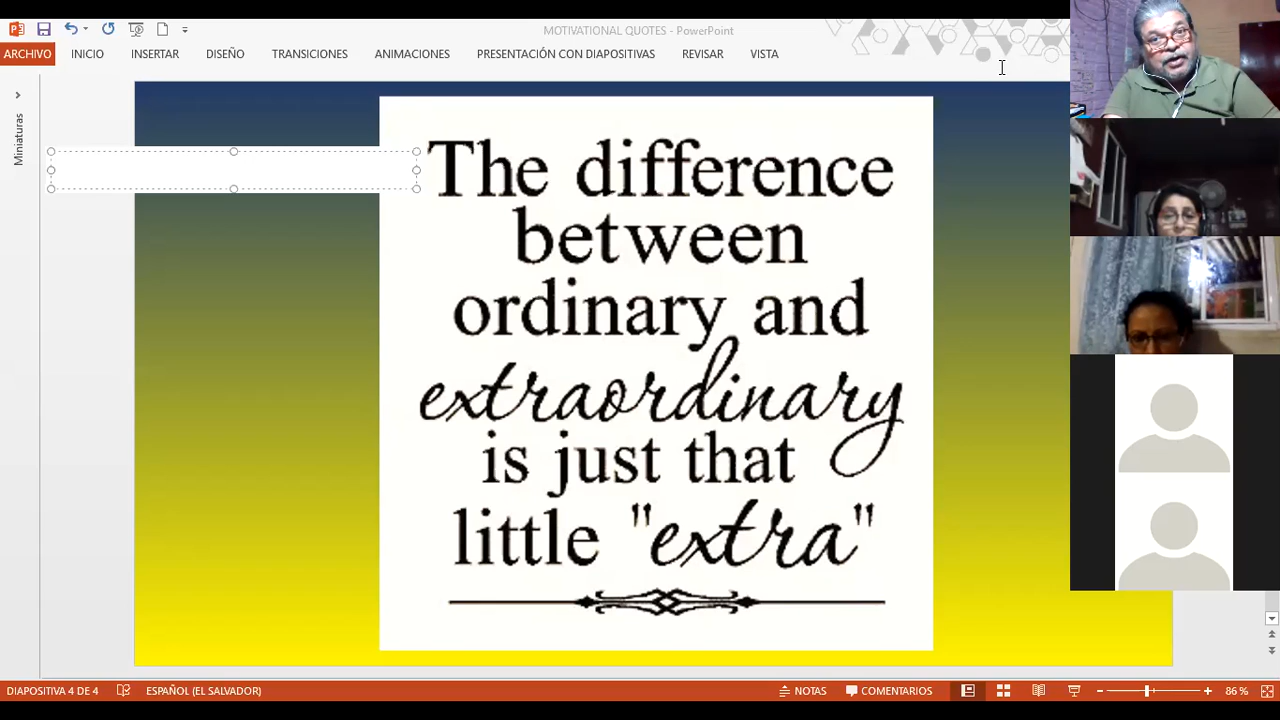 MOTIVATIONAL QUOTES - PowerPoint
ARCHIVO INICIO INSERTAR DISEÑO TRANSICIONES ANIMACIONES PRESENTACIÓN CON DIAPOSITIVAS REVISAR VISTA
Miniaturas
The difference
between
ordinary and
extraordinary
is just that
little "extra"
DIAPOSITIVA 4 DE 4 ESPAÑOL (EL SALVADOR) NOTAS COMENTARIOS 86 %